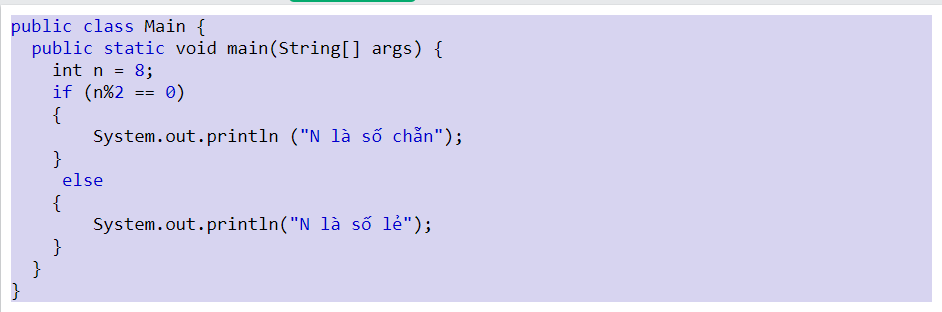 public class Main {
public static void main(String[] args) {
int n = 8;
if (n%2 == 0)
{
System.out.println ("N là số chẵn");
}
else
{
System.out.println("N là số lẻ");
}
}
}